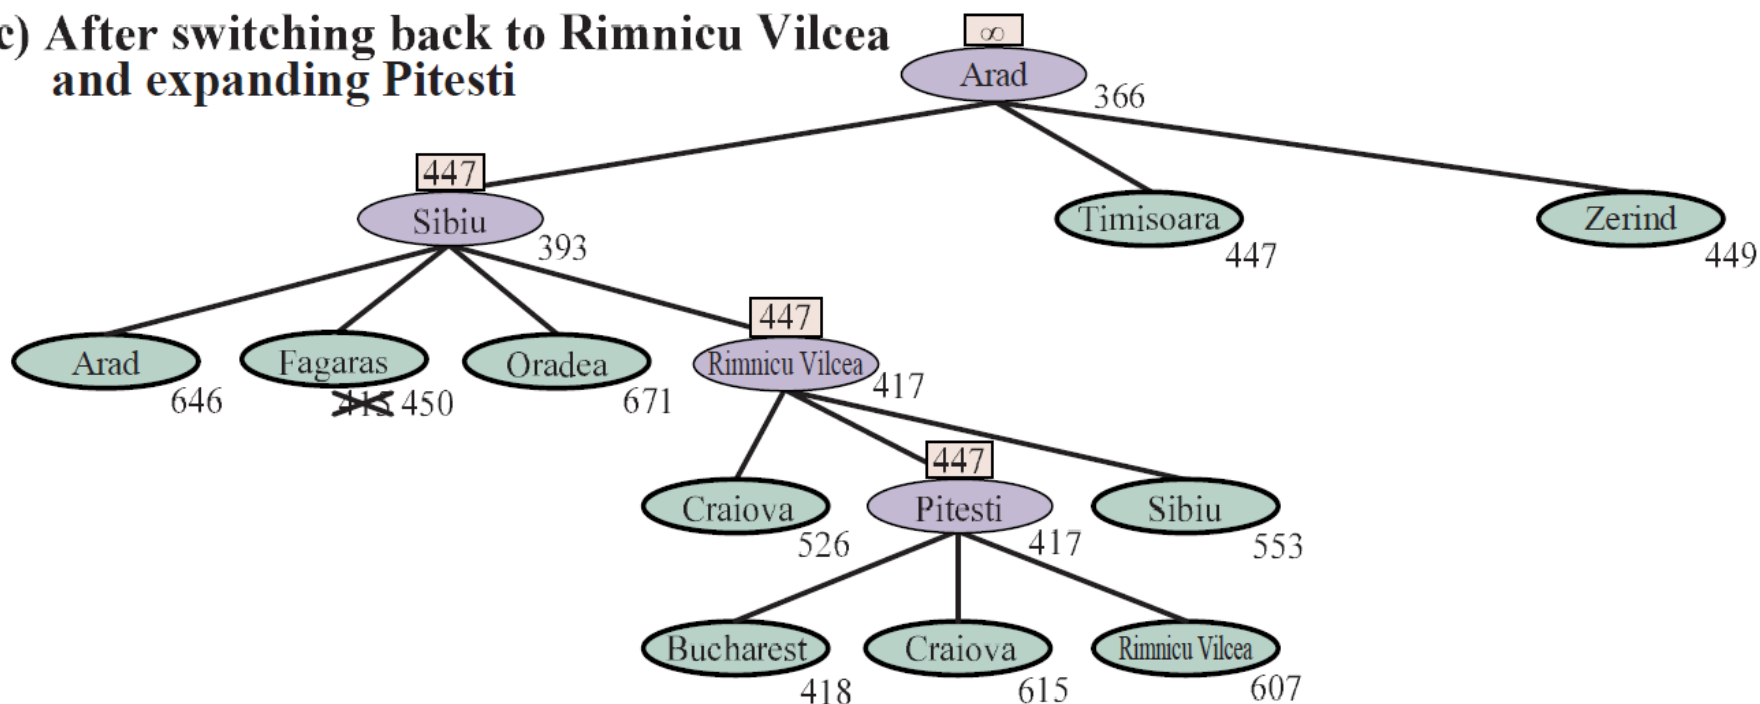 c) After switching back to Rimnicu Vilcea
and expanding Pitesti
∞
Arad
366
447
Sibiu
393
Timisoara
447
Zerind
449
Arad
646
Fagaras
415 450
Oradea
671
447
Rimnicu Vilcea
417
Craiova
526
447
Pitesti
417
Sibiu
553
Bucharest
418
Craiova
615
Rimnicu Vilcea
607